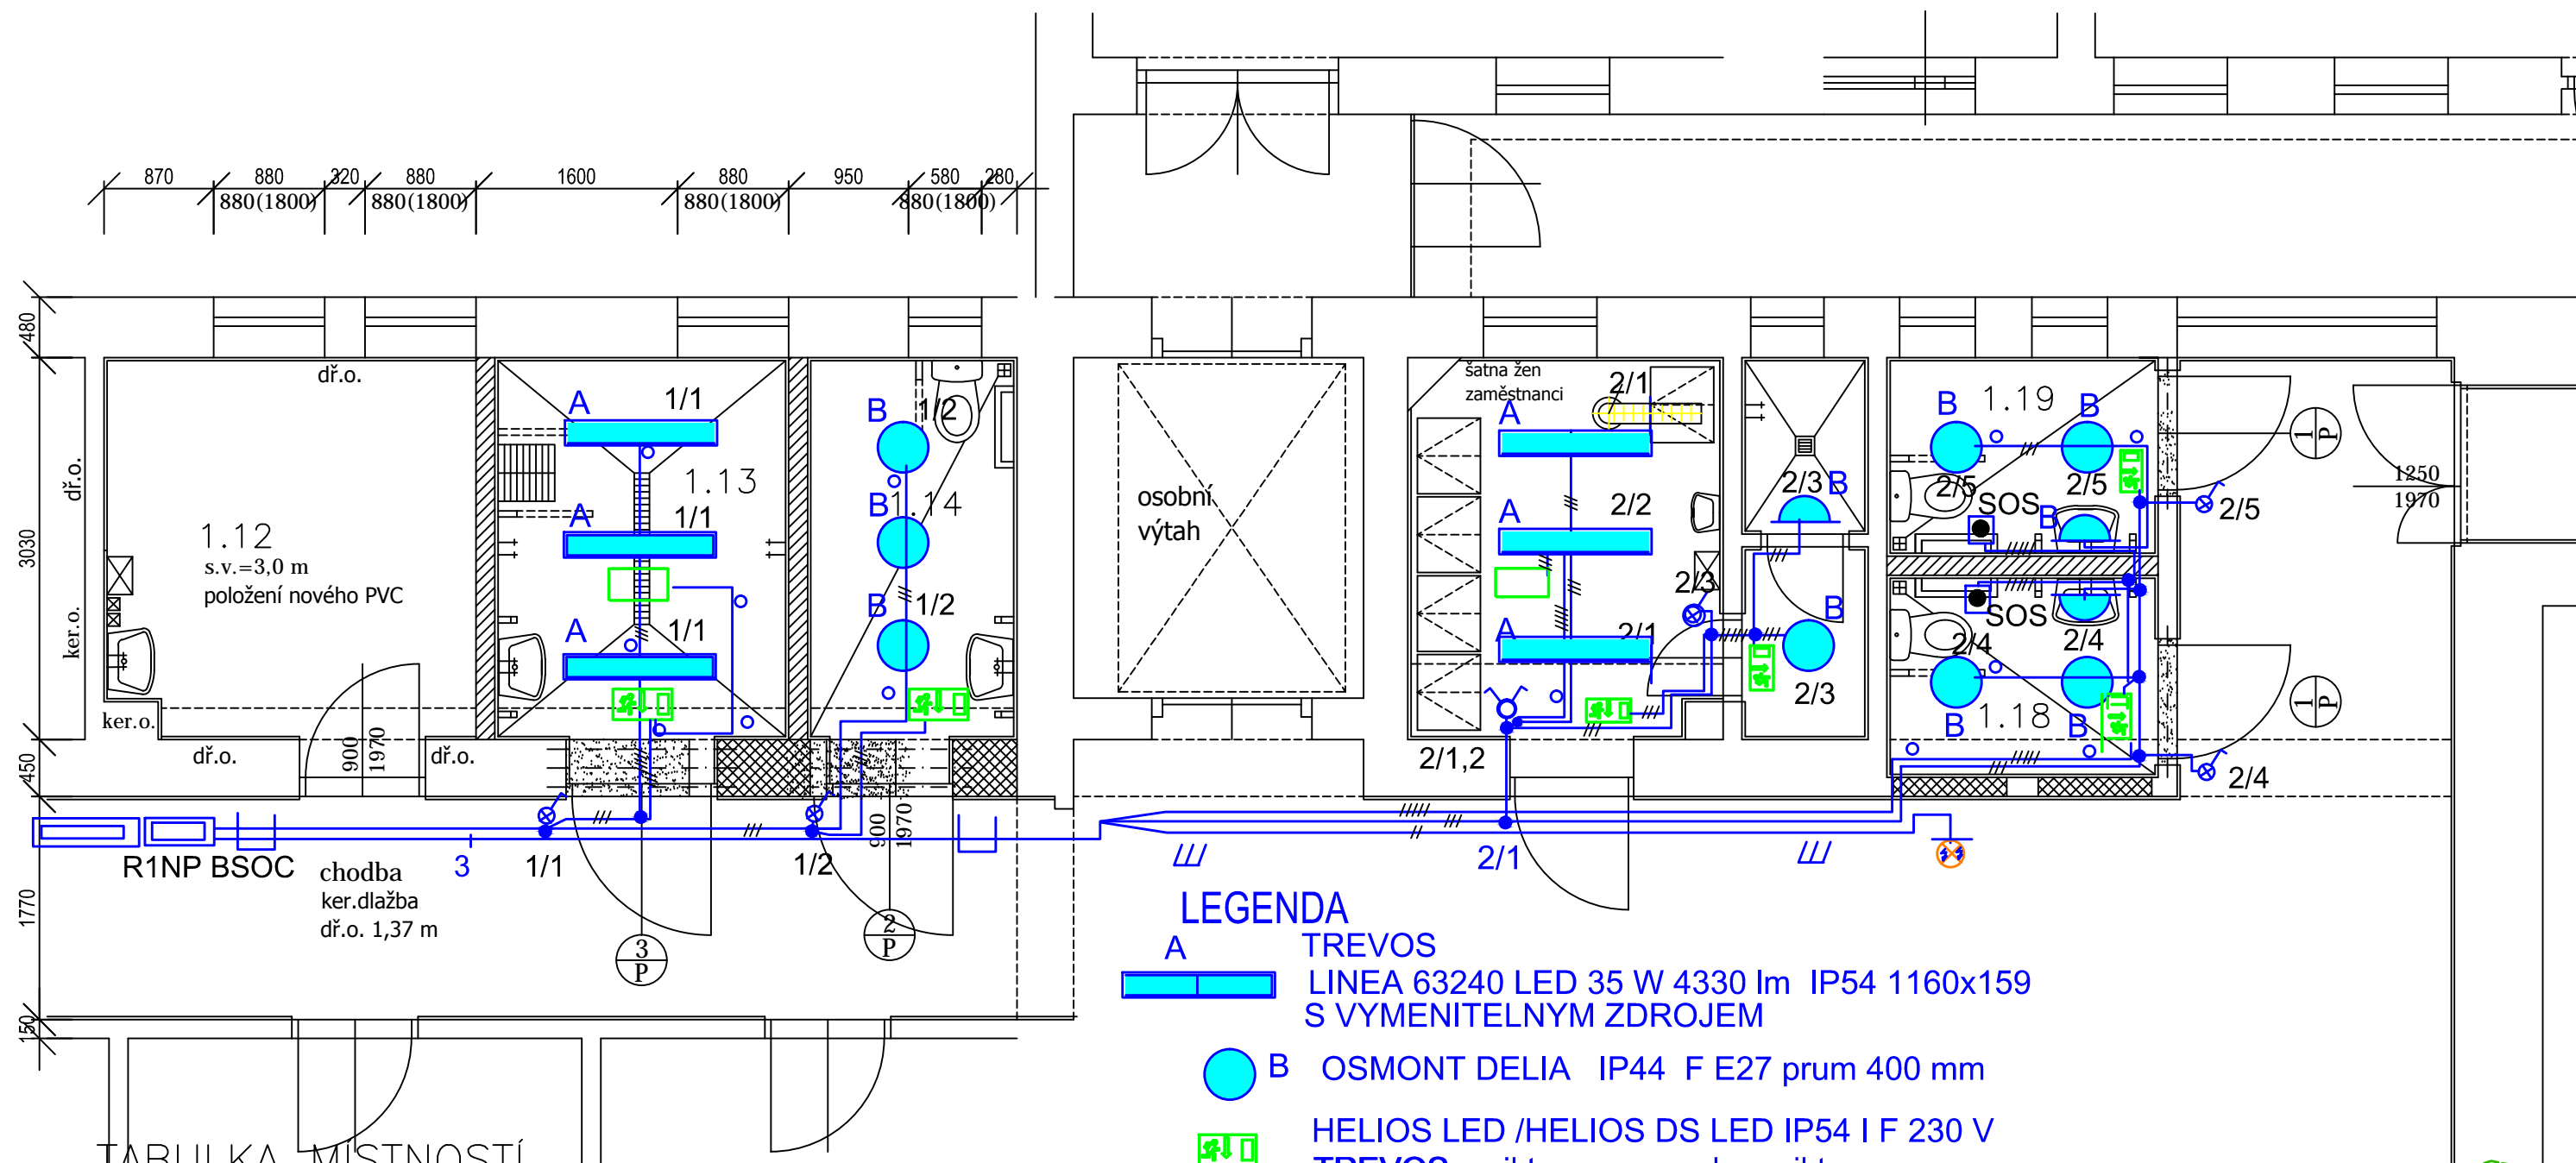 870
880
320
880
1600
880
950
580
280
880(1800)
880(1800)
880(1800)
880(1800)
480
3030
450
1770
150
dř.o.
dř.o.
ker.o.
ker.o.
1.12
s.v.=3,0 m
položení nového PVC
dř.o.
900
1970
dř.o.
A
1/1
1.13
A
1/1
A
1/1
B
1/2
B
1.14
B
1/2
osobní
výtah
šatna žen
zaměstnanci
2/1
A
A
2/2
2/3
A
2/1
2/1,2
2/3
B
B
2/3
B
1.19
B
2/5
SOS
B
2/5
2/5
SOS
2/4
2/4
B
1.18
B
2/4
1
P
1
P
1250
1970
R1NP BSOC
chodba
ker.dlažba
dř.o. 1,37 m
3
1/1
1/2
900
1970
3
P
2
P
2/1
LEGENDA
A
TREVOS
LINEA 63240 LED 35 W 4330 lm IP54 1160x159
S VYMENITELNYM ZDROJEM
B
OSMONT DELIA IP44 F E27 prum 400 mm
HELIOS LED /HELIOS DS LED IP54 I F 230 V
TREVOS
TABULKA MÍSTNOSTÍ